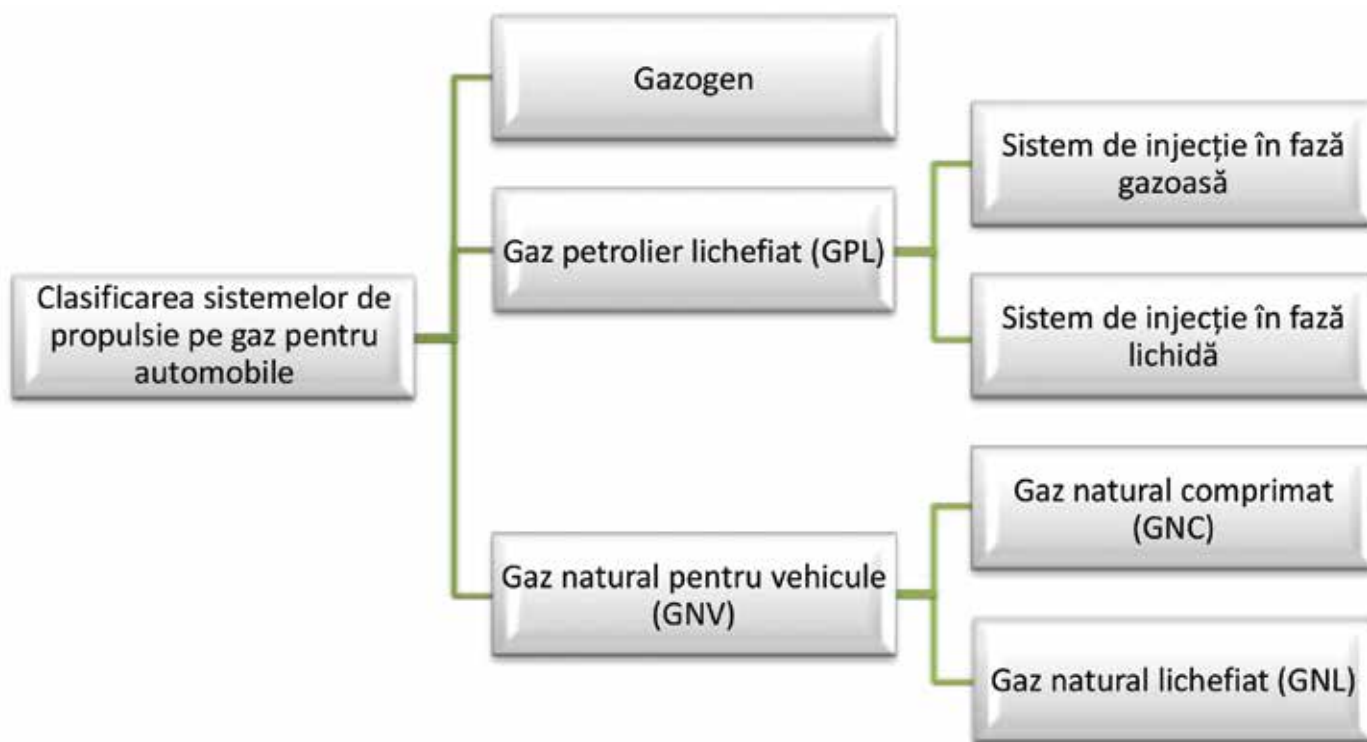 Clasificarea sistemelor de
propulsie pe gaz pentru
automobile
Gazogen
Gaz petrolier lichefiat (GPL)
Sistem de injecție în fază
gazoasă
Sistem de injecție în fază
lichidă
Gaz natural pentru vehicule
(GNV)
Gaz natural comprimat
(GNC)
Gaz natural lichefiat (GNL)